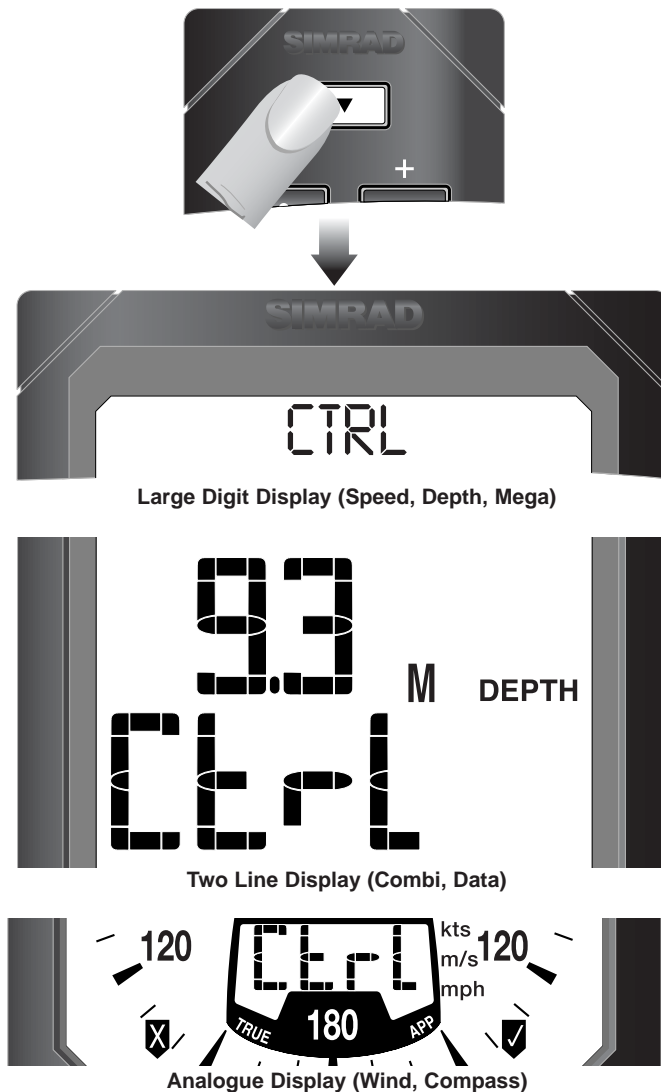 SIMRAD
+
SIMRAD
CTRL
Large Digit Display (Speed, Depth, Mega)
9.3 M DEPTH
CtrL
Two Line Display (Combi, Data)
120 CtrL kts 120
m/s
mph
X TRUE 180 APP ✓
Analogue Display (Wind, Compass)